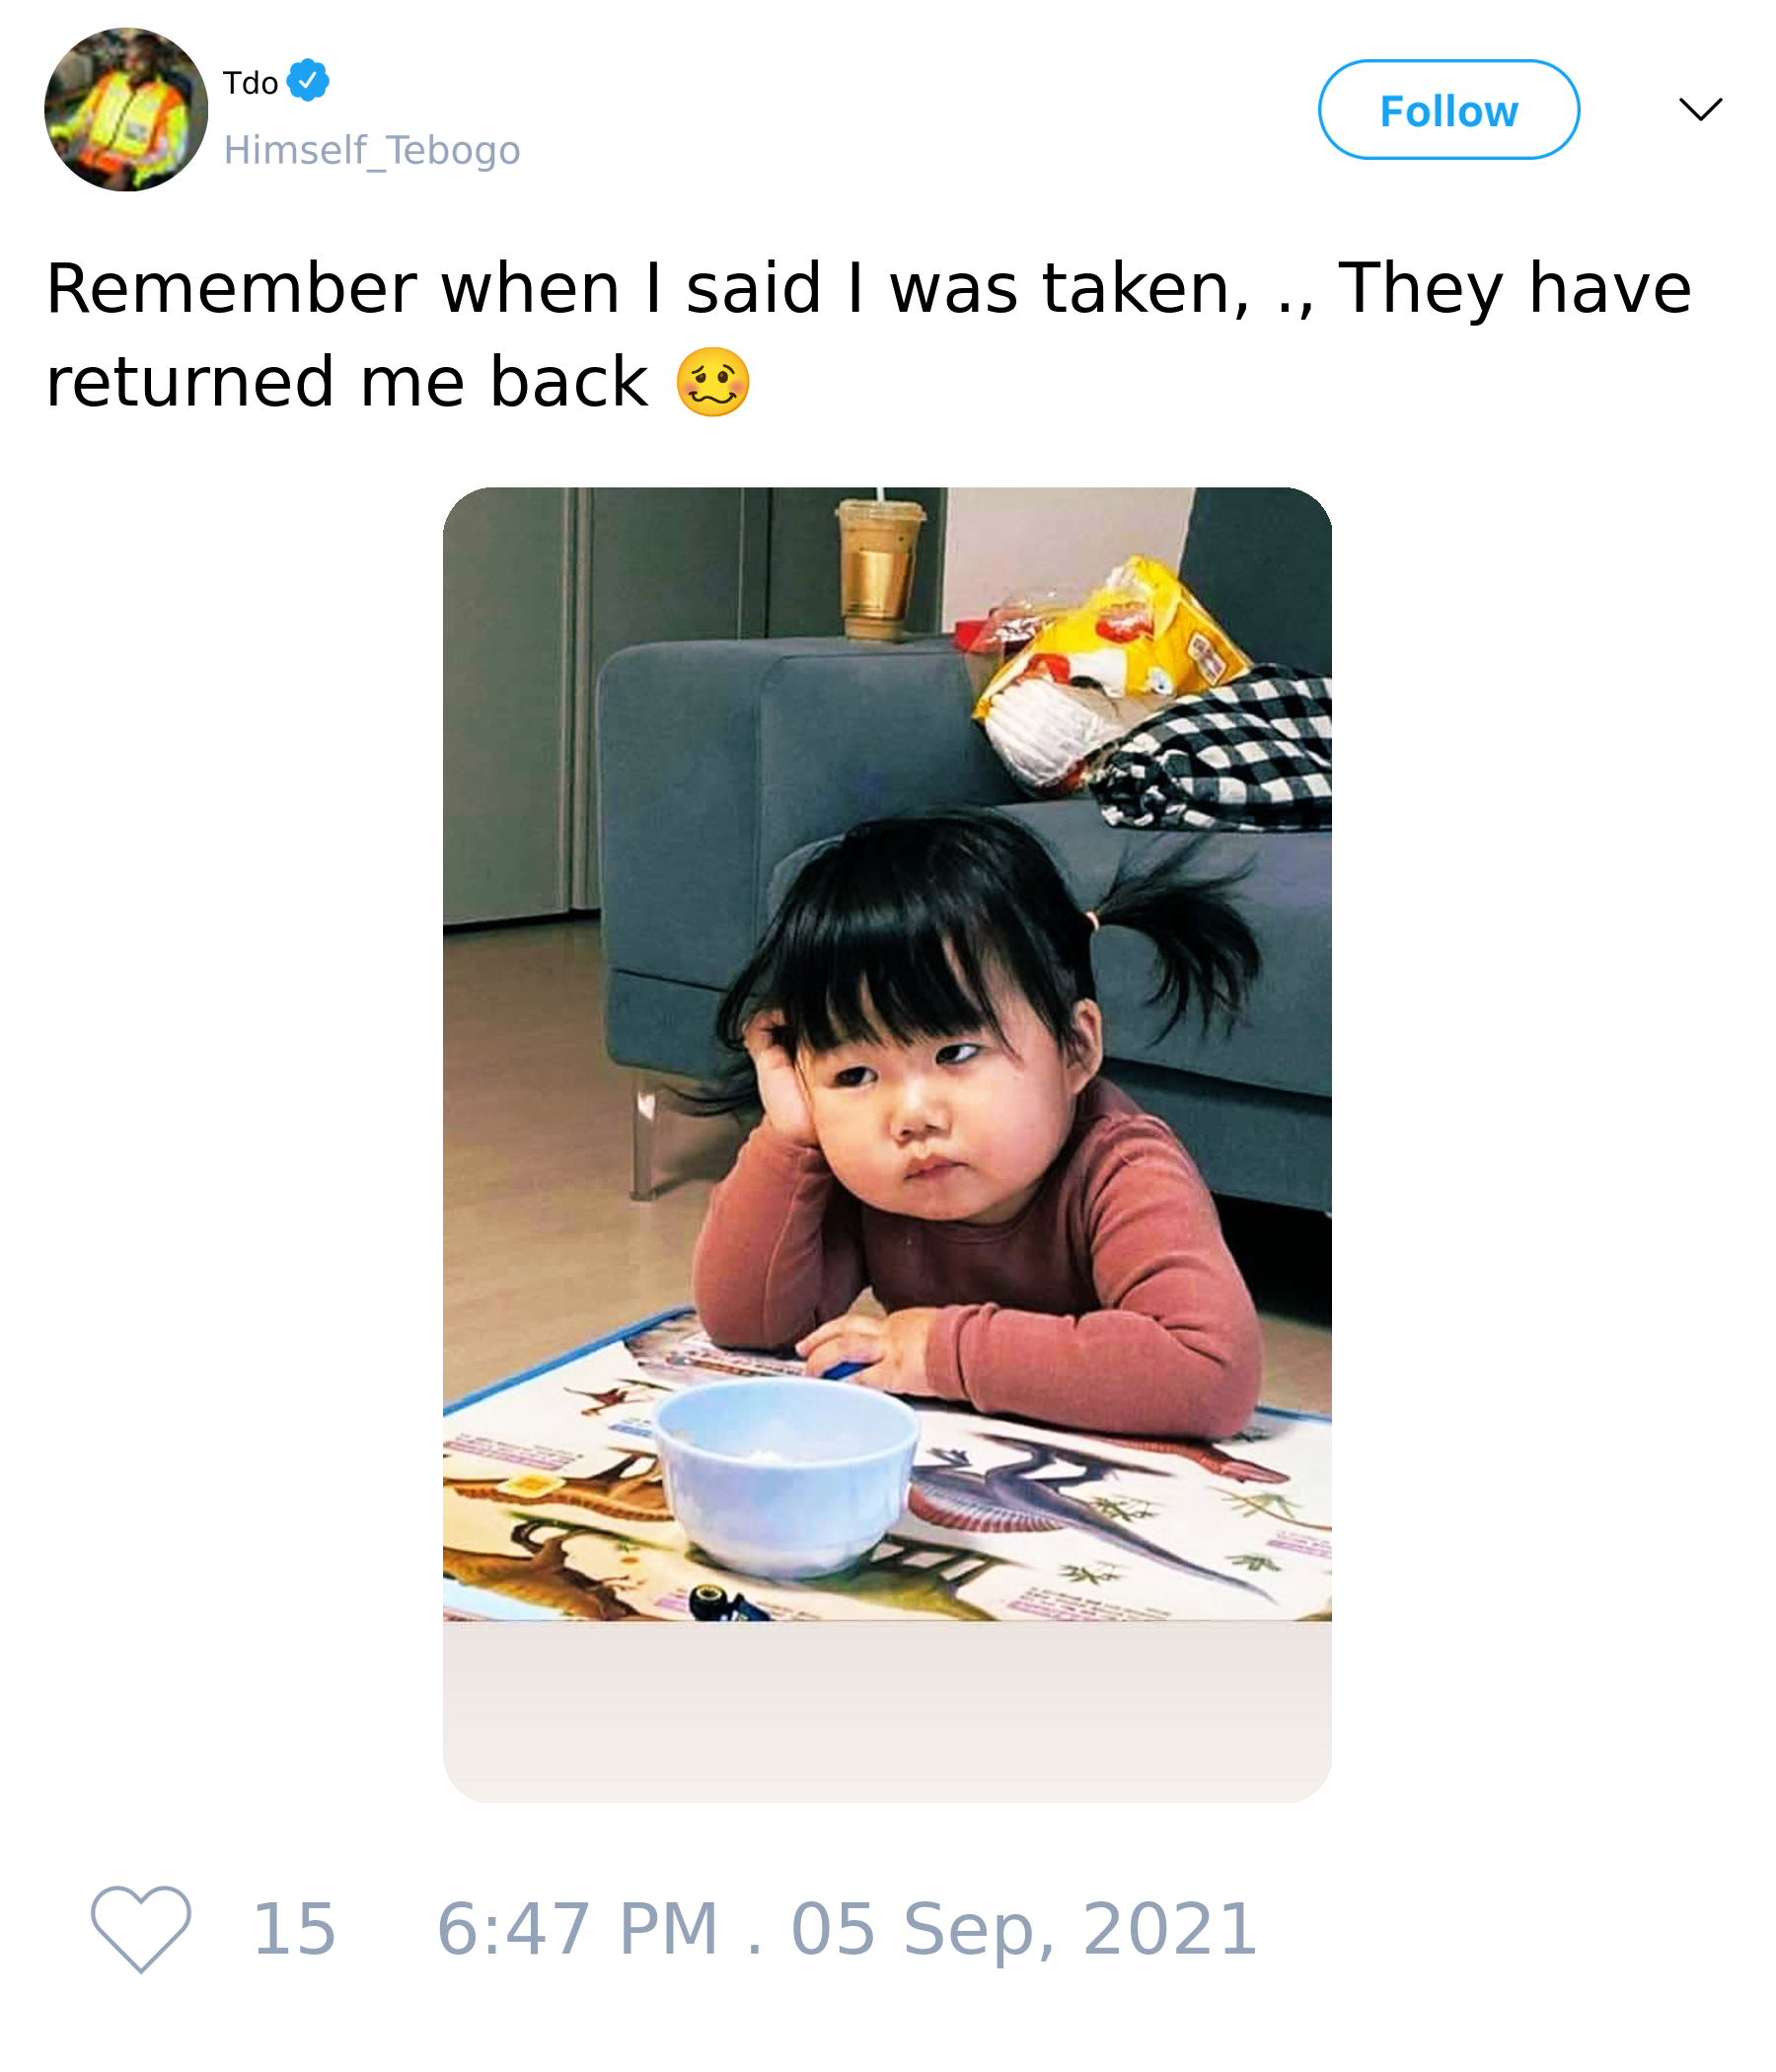 Tdo
Himself_Tebogo
Follow
Remember when I said I was taken, ., They have
returned me back 🥴
15 6:47 PM . 05 Sep, 2021